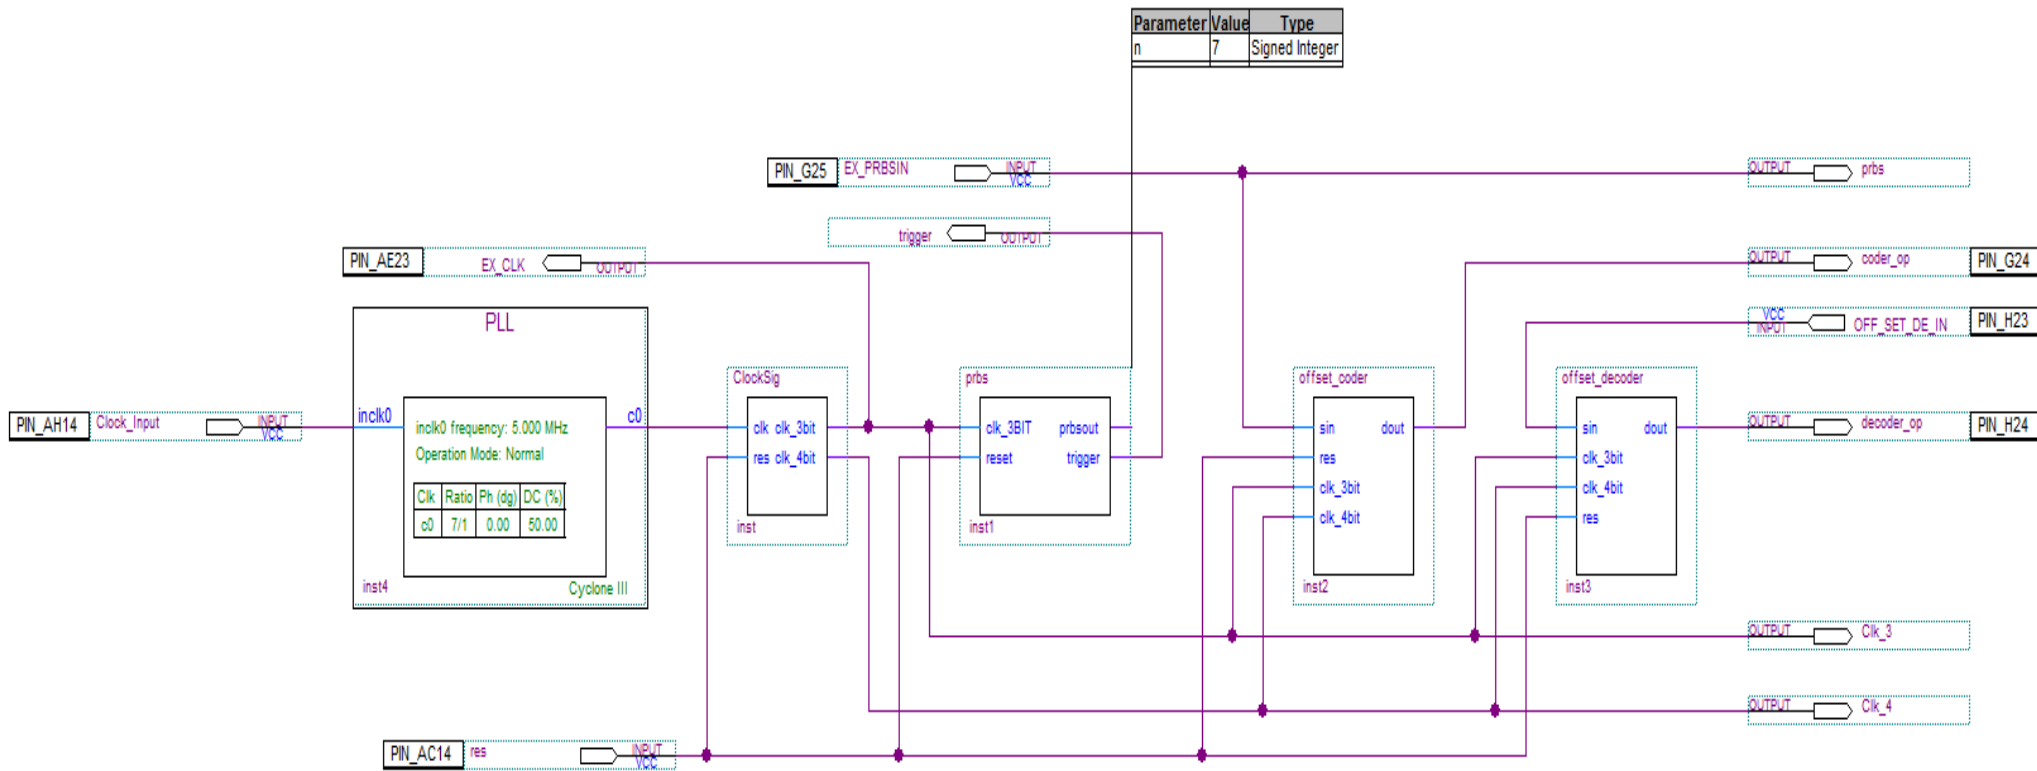 Parameter Value Type
n 7 Signed Integer
PIN_G25 EX_PRBSIN INPUT VCC
OUTPUT prbs
trigger OUTPUT
PIN_AE23 EX_CLK OUTPUT
OUTPUT coder_op PIN_G24
VCC INPUT OFF_SET_DE_IN PIN_H23
PLL
PIN_AH14 Clock_Input INPUT VCC
inclk0 c0
inclk0 frequency: 5.000 MHz
Operation Mode: Normal
Clk Ratio Ph (dg) DC (%)
c0 7/1 0.00 50.00
inst4 Cyclone III
ClockSig
clk clk_3bit
res clk_4bit
inst
prbs
clk_3BIT prbsout
reset trigger
inst1
offset_coder
sin dout
res
clk_3bit
clk_4bit
inst2
offset_decoder
sin dout
clk_3bit
clk_4bit
res
inst3
OUTPUT decoder_op PIN_H24
OUTPUT Clk_3
OUTPUT Clk_4
PIN_AC14 res INPUT VCC